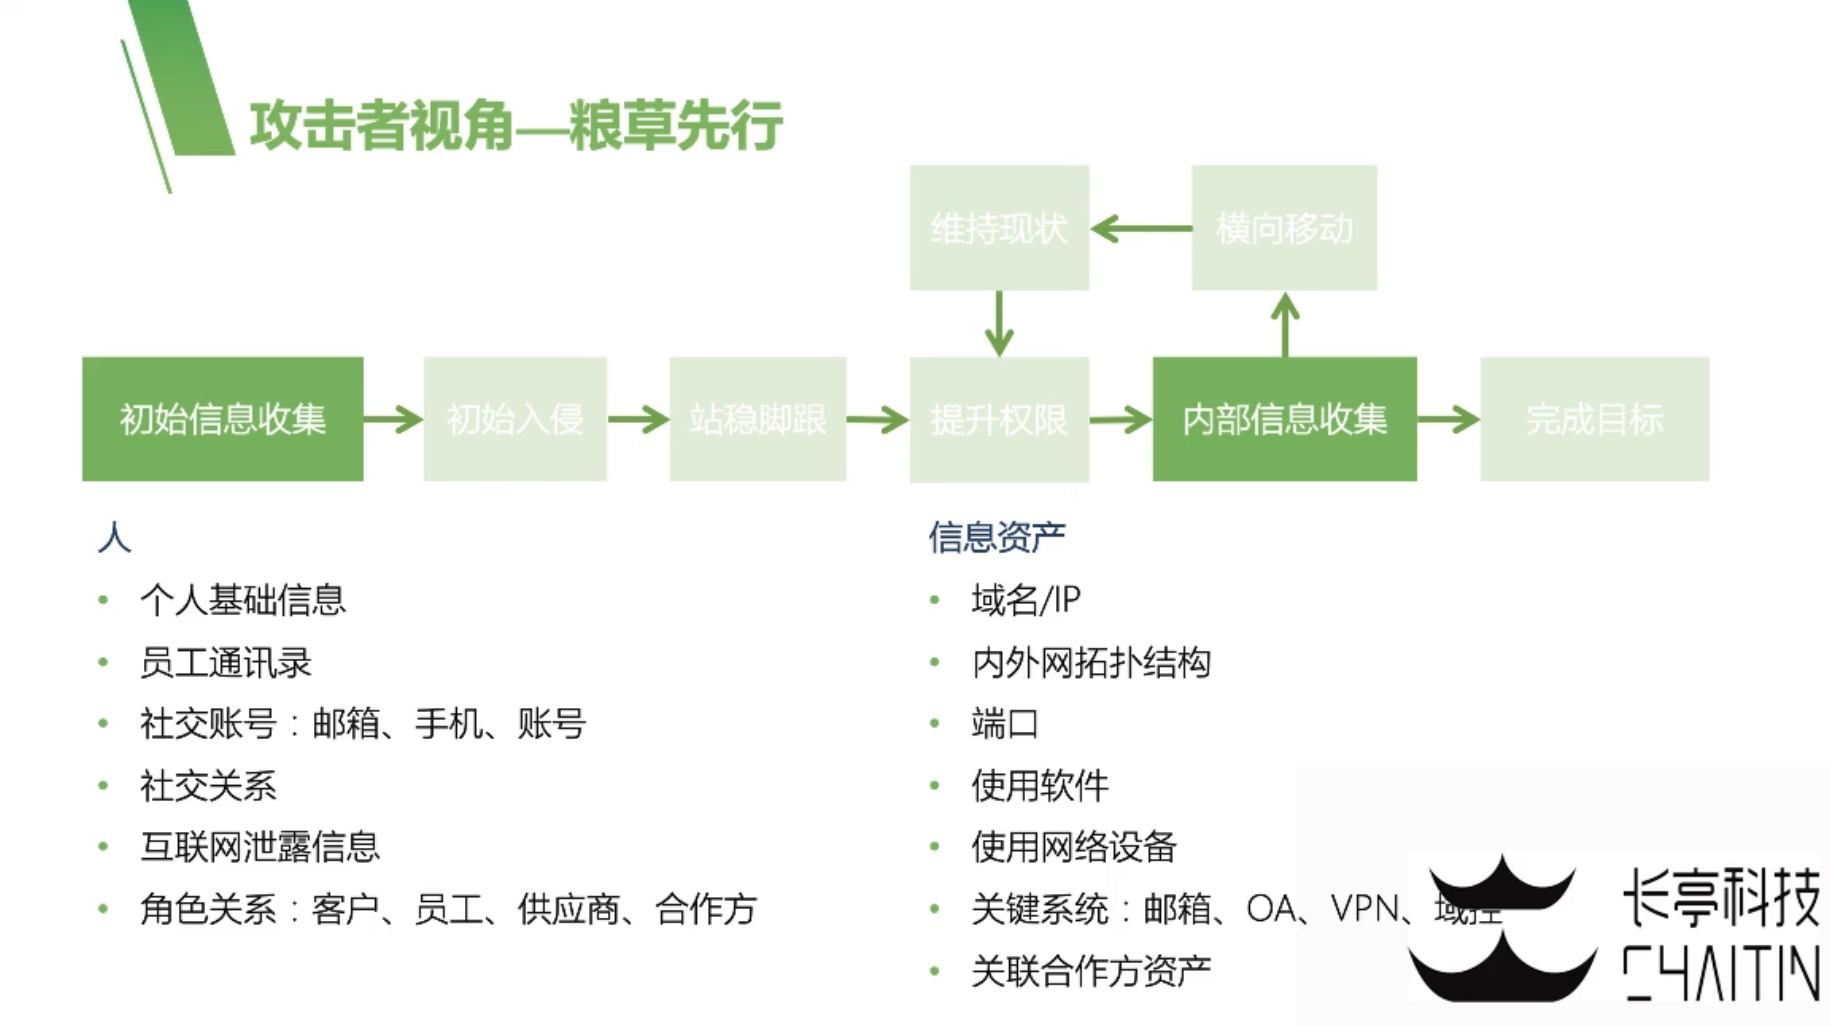 攻击者视角—粮草先行
维持现状
横向移动
初始信息收集
初始入侵
站稳脚跟
提升权限
内部信息收集
完成目标
人
• 个人基础信息
• 员工通讯录
• 社交账号：邮箱、手机、账号
• 社交关系
• 互联网泄露信息
• 角色关系：客户、员工、供应商、合作方
信息资产
• 域名/IP
• 内外网拓扑结构
• 端口
• 使用软件
• 使用网络设备
• 关键系统：邮箱、OA、VPN、域控
• 关联合作方资产
长亭科技
CHAITIN